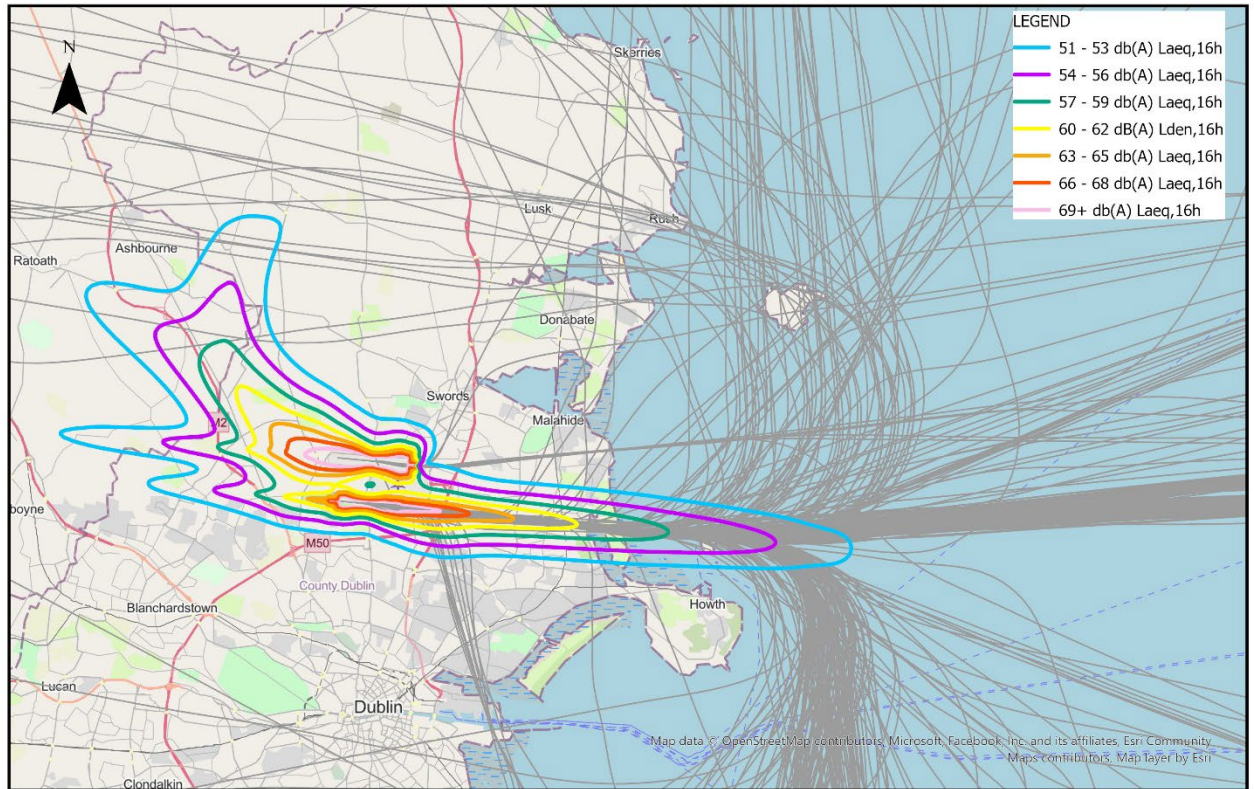 LEGEND
51 - 53 db(A) Laeq,16h
54 - 56 db(A) Laeq,16h
57 - 59 db(A) Laeq,16h
60 - 62 dB(A) Lden,16h
63 - 65 db(A) Laeq,16h
66 - 68 db(A) Laeq,16h
69+ db(A) Laeq,16h
N
Skerries
Lusk
Rush
Ashbourne
Ratoath
Donabate
Swords
Malahide
M2
boyne
M50
County Dublin
Blanchardstown
Howth
Lucan
Dublin
Clondalkin
Map data © OpenStreetMap contributors, Microsoft, Facebook, Inc. and its affiliates, Esri Community
Maps contributors, Map layer by Esri